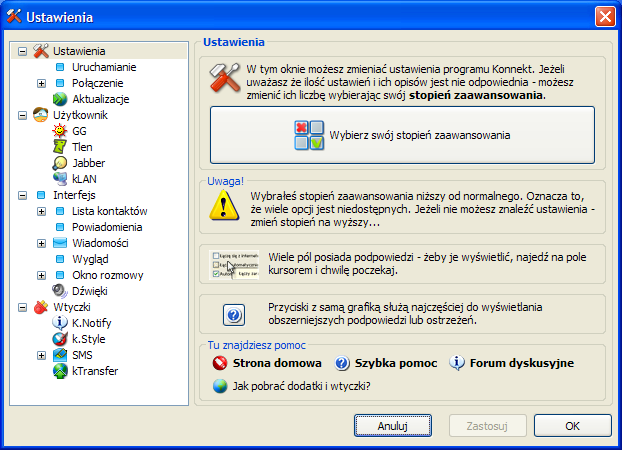 Ustawienia
Ustawienia
Uruchamianie
Połączenie
Aktualizacje
Użytkownik
GG
Tlen
Jabber
kLAN
Interfejs
Lista kontaktów
Powiadomienia
Wiadomości
Wygląd
Okno rozmowy
Dźwięki
Wtyczki
K.Notify
k.Style
SMS
kTransfer
Ustawienia
W tym oknie możesz zmieniać ustawienia programu Konnekt. Jeżeli
uważasz że ilość ustawień i ich opisów jest nie odpowiednia - możesz
zmienić ich liczbę wybierając swój stopień zaawansowania.
Wybierz swój stopień zaawansowania
Uwaga!
Wybrałeś stopień zaawansowania niższy od normalnego. Oznacza to,
że wiele opcji jest niedostępnych. Jeżeli nie możesz znaleźć ustawienia -
zmień stopień na wyższy...
Wiele pól posiada podpowiedzi - żeby je wyświetlić, najedź na pole
kursorem i chwilę poczekaj.
Przyciski z samą grafiką służą najczęściej do wyświetlania
obszerniejszych podpowiedzi lub ostrzeżeń.
Tu znajdziesz pomoc
Strona domowa Szybka pomoc Forum dyskusyjne
Jak pobrać dodatki i wtyczki?
Anuluj Zastosuj OK